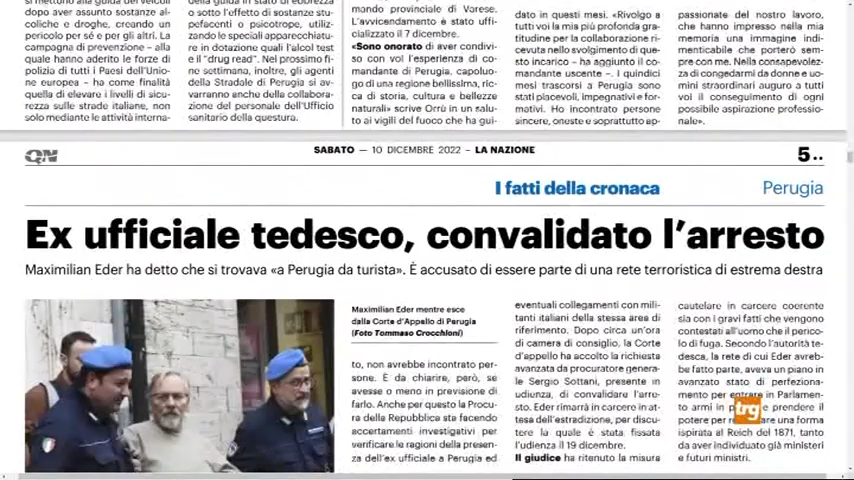 si mettono alla guida dei veicoli
dopo aver assunto sostanze al-
coliche e droghe, creando un
pericolo per sé e per gli altri. La
campagna di prevenzione – alla
quale hanno aderito le forze di
polizia di tutti i Paesi dell'Unio-
ne europea – ha come finalità
quella di elevare i livelli di sicu-
rezza sulle strade italiane, non
solo mediante le attività interna-
della guida in stato di ebbrezza
o sotto l'effetto di sostanze stu-
pefacenti o psicotrope, utiliz-
zando le speciali apparecchiatu-
re in dotazione quali l'alcol test
e il "drug read". Nel prossimo fi-
ne settimana, inoltre, gli agenti
della Stradale di Perugia si av-
varranno anche della collabora-
zione del personale dell'Ufficio
sanitario della questura.
mando provinciale di Varese.
L'avvicendamento è stato uffi-
cializzato il 7 dicembre.
«Sono onorato di aver condivi-
so con voi l'esperienza di co-
mandante di Perugia, capoluo-
go di una regione bellissima, ric-
ca di storia, cultura e bellezze
naturali» scrive Orrù in un salu-
to ai vigili del fuoco che ha gui-
dato in questi mesi. «Rivolgo a
tutti voi la mia più profonda gra-
titudine per la collaborazione ri-
cevuta nello svolgimento di que-
sto incarico – ha aggiunto il co-
mandante uscente –. I quindici
mesi trascorsi a Perugia sono
stati piacevoli, impegnativi e for-
mativi. Ho incontrato persone
sincere, oneste e soprattutto ap-
passionate del nostro lavoro,
che hanno impresso nella mia
memoria una immagine indi-
menticabile che porterò sem-
pre con me. Nella consapevolez-
za di congedarmi da donne e uo-
mini straordinari auguro a tutti
voi il conseguimento di ogni
possibile aspirazione professio-
nale».
QN
SABATO — 10 DICEMBRE 2022 – LA NAZIONE
5..
I fatti della cronaca
Perugia
Ex ufficiale tedesco, convalidato l'arresto
Maximilian Eder ha detto che si trovava «a Perugia da turista». È accusato di essere parte di una rete terroristica di estrema destra
Maximilian Eder mentre esce
dalla Corte d'Appello di Perugia
(Foto Tommaso Crocchioni)
to, non avrebbe incontrato per-
sone. È da chiarire, però, se
avesse o meno in previsione di
farlo. Anche per questo la Procu-
ra della Repubblica sta facendo
accertamenti investigativi per
verificare le ragioni della presen-
za dell'ex ufficiale a Perugia ed
eventuali collegamenti con mili-
tanti italiani della stessa area di
riferimento. Dopo circa un'ora
di camera di consiglio, la Corte
d'appello ha accolto la richiesta
avanzata da procuratore genera-
le Sergio Sottani, presente in
udienza, di convalidare l'arre-
sto. Eder rimarrà in carcere in at-
tesa dell'estradizione, per discu-
tere la quale è stata fissata
l'udienza il 19 dicembre.
Il giudice ha ritenuto la misura
cautelare in carcere coerente
sia con i gravi fatti che vengono
contestati all'uomo che il perico-
lo di fuga. Secondo l'autorità te-
desca, la rete di cui Eder avreb-
be fatto parte, aveva un piano in
avanzato stato di perfeziona-
mento per entrare in Parlamen-
to armi in prendere il
potere per una forma
ispirata al Reich del 1871, tanto
da aver individuato già ministeri
e futuri ministri.
trg